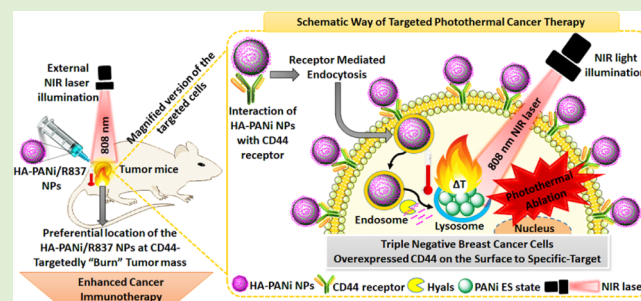 Schematic Way of Targeted Photothermal Cancer Therapy
External
NIR laser
illumination
808 nm
Magnified version of the
targeted cells
HA-PANi/R837
NPs
Tumor mice
Preferential location of the
HA-PANi/R837 NPs at CD44-
Targetedly "Burn" Tumor mass
Enhanced Cancer
Immunotherapy
Receptor Mediated
Endocytosis
Interaction of
HA-PANi NPs
with CD44
receptor
NIR light
illumination
808 nm NIR laser
ΔT
Photothermal
Ablation
Endosome
Lysosome
Nucleus
Triple Negative Breast Cancer Cells
Overexpressed CD44 on the Surface to Specific-Target
HA-PANi NPs
CD44 receptor
Hyals
PANi ES state
NIR laser